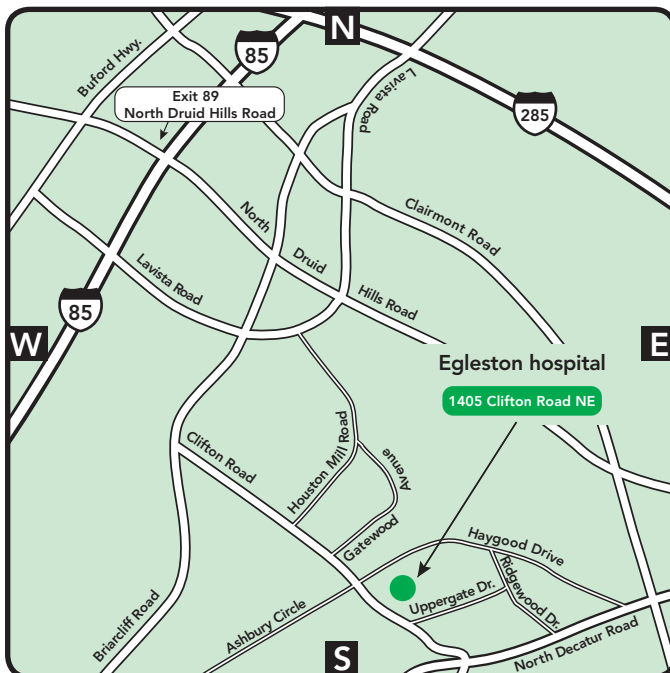 N
Buford Hwy.
85
Exit 89
North Druid Hills Road
Lavista Road
285
North
Druid
Hills Road
Clairmont Road
Lavista Road
85
W
E
Egleston hospital
1405 Clifton Road NE
Clifton Road
Houston Mill Road
Avenue
Gatewood
Haygood Drive
Ridgewood Dr.
Uppergate Dr.
Briarcliff Road
Ashbury Circle
S
North Decatur Road